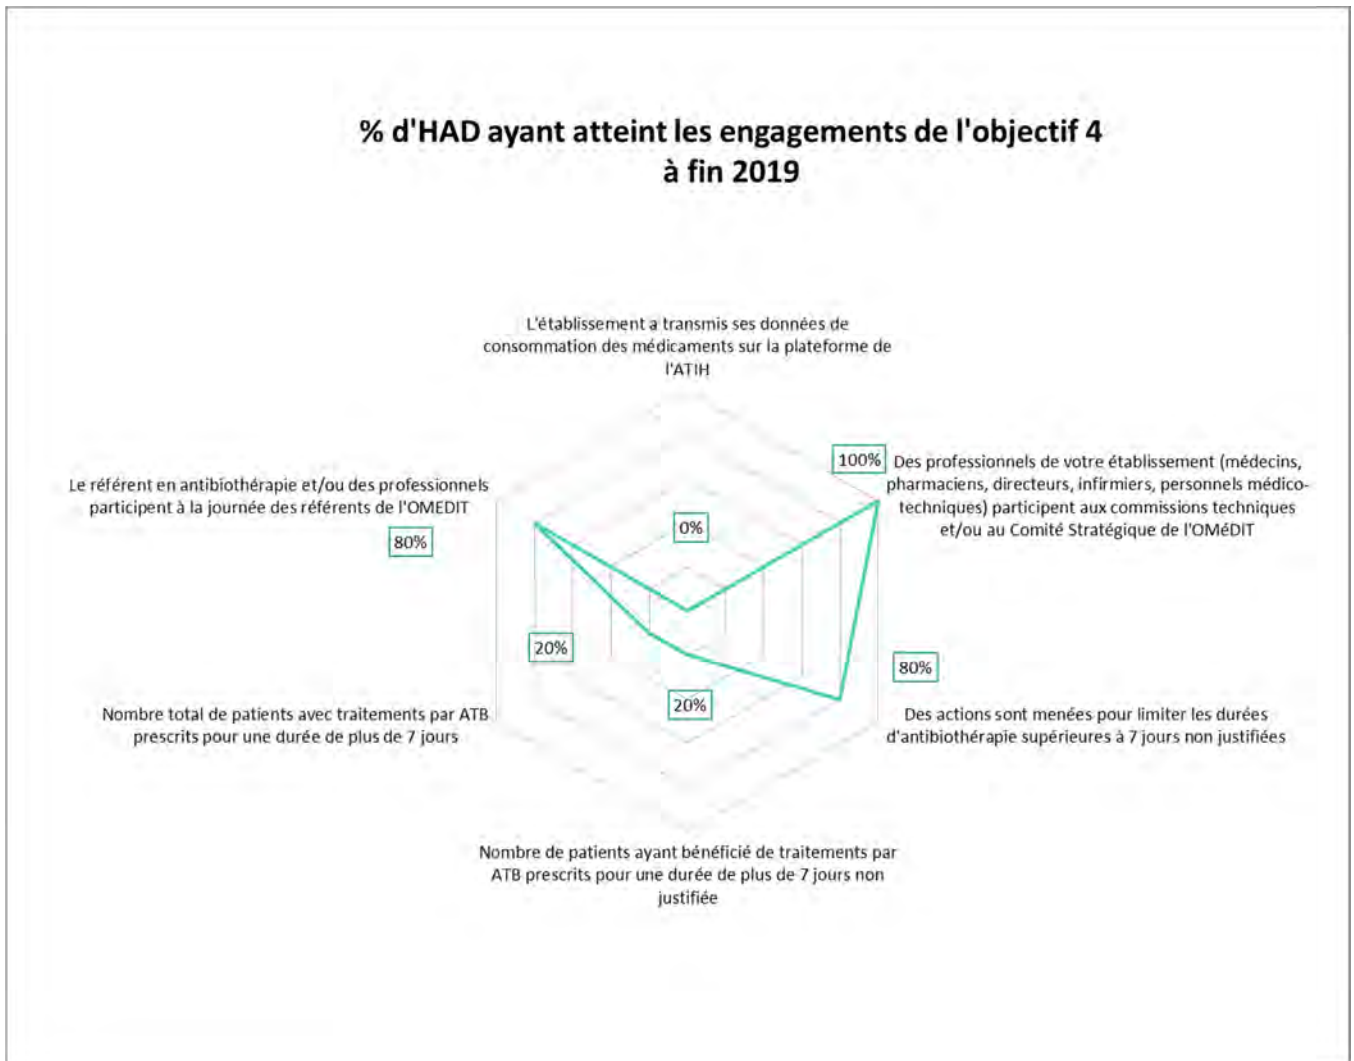 % d'HAD ayant atteint les engagements de l'objectif 4
à fin 2019
L'établissement a transmis ses données de
consommation des médicaments sur la plateforme de
l'ATIH
0%
100%
Des professionnels de votre établissement (médecins,
pharmaciens, directeurs, infirmiers, personnels médico-
techniques) participent aux commissions techniques
et/ou au Comité Stratégique de l'OMéDIT
80%
Des actions sont menées pour limiter les durées
d'antibiothérapie supérieures à 7 jours non justifiées
20%
Nombre de patients ayant bénéficié de traitements par
ATB prescrits pour une durée de plus de 7 jours non
justifiée
20%
Nombre total de patients avec traitements par ATB
prescrits pour une durée de plus de 7 jours
Le référent en antibiothérapie et/ou des professionnels
participent à la journée des référents de l'OMEDIT
80%